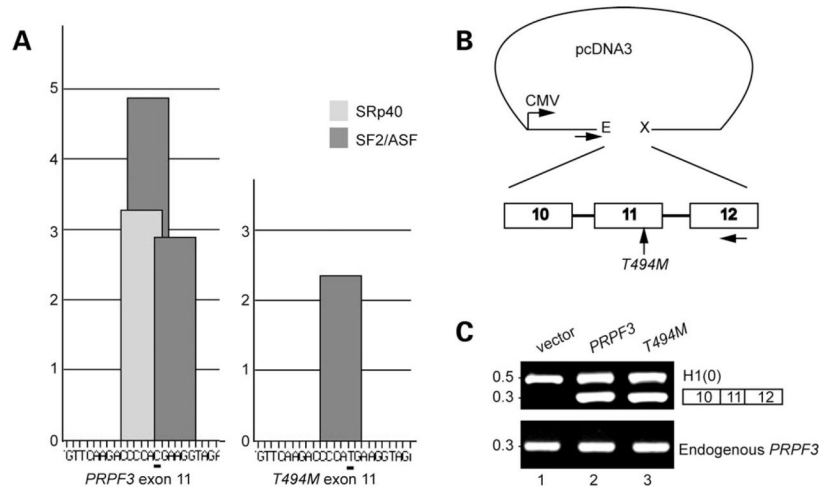 A
5
4
3
2
1
0
SRp40
SF2/ASF
GTTCAAGACCCCACGAAGGTAGA
PRPF3 exon 11
3
2
1
0
GTTCAAGACCCCATGAAGGTAGA
T494M exon 11
B
pcDNA3
CMV
E X
10 11 12
T494M
C
vector PRPF3 T494M
0.5 H1(0)
0.3 10 11 12
0.3 Endogenous PRPF3
1 2 3